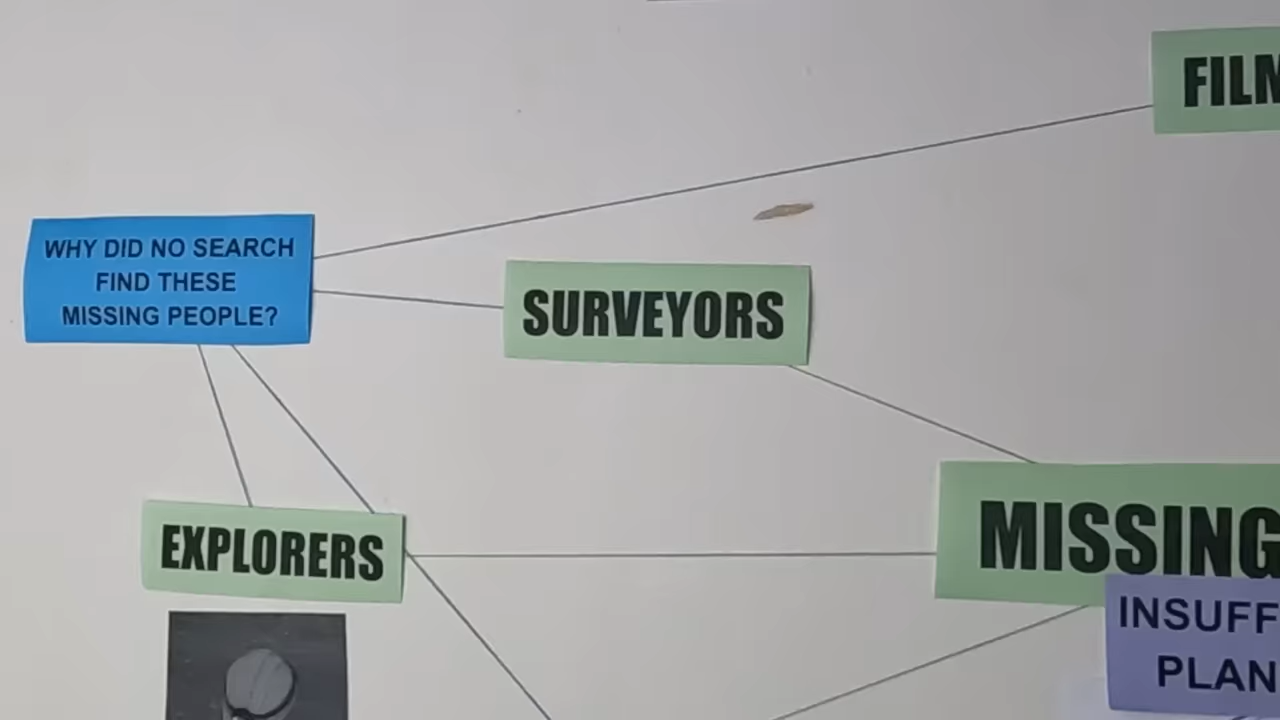 FILM
WHY DID NO SEARCH
FIND THESE
MISSING PEOPLE?
SURVEYORS
EXPLORERS
MISSING
INSUFF
PLAN